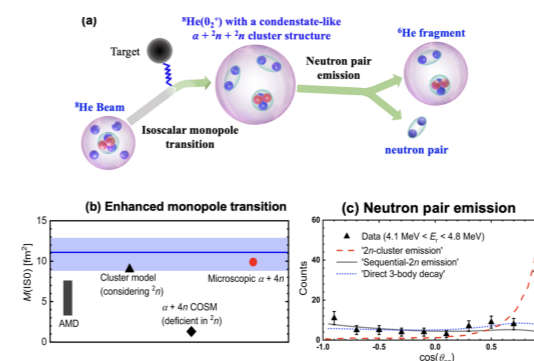 (a)
⁸He(0₂⁺) with a condenstate-like
α + ²n + ²n cluster structure
⁶He fragment
Target
Neutron pair
emission
⁸He Beam
Isoscalar monopole
transition
neutron pair
(b) Enhanced monopole transition
M(IS0) [fm²]
15
10
5
0
AMD
Cluster model
(considering ²n)
Microscopic α + 4n
α + 4n COSM
(deficient in ²n)
(c) Neutron pair emission
Counts
60
40
20
0
Data (4.1 MeV < Eᵣ < 4.8 MeV)
'2n-cluster emission'
'Sequential-2n emission'
'Direct 3-body decay'
-1.0 -0.5 0.0 0.5